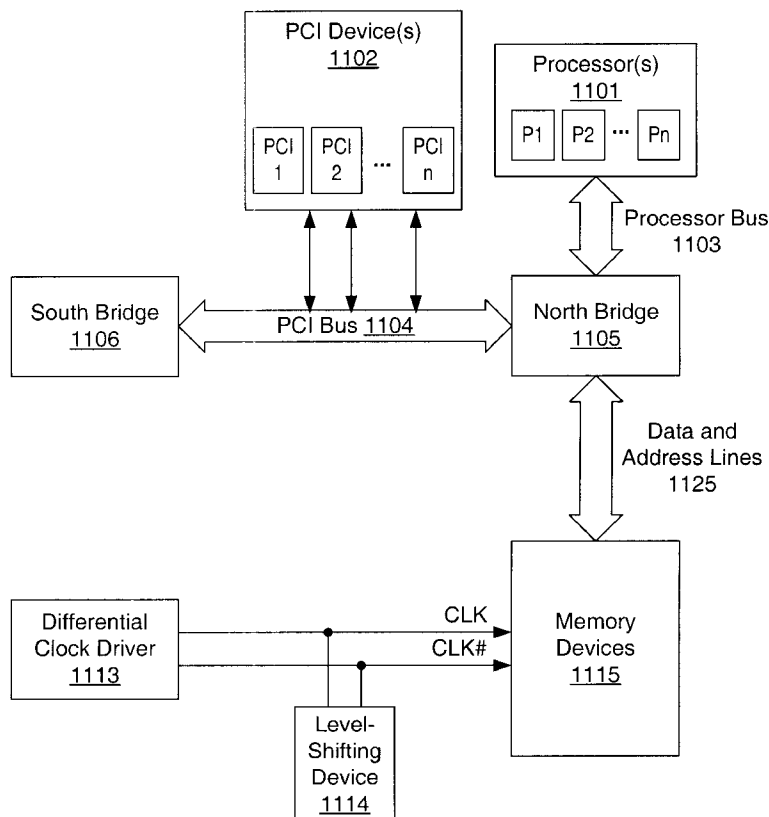 PCI Device(s)
1102
PCI
1
PCI
2
...
PCI
n
Processor(s)
1101
P1
P2
...
Pn
Processor Bus
1103
South Bridge
1106
PCI Bus 1104
North Bridge
1105
Data and
Address Lines
1125
Differential
Clock Driver
1113
CLK
CLK#
Memory
Devices
1115
Level-
Shifting
Device
1114